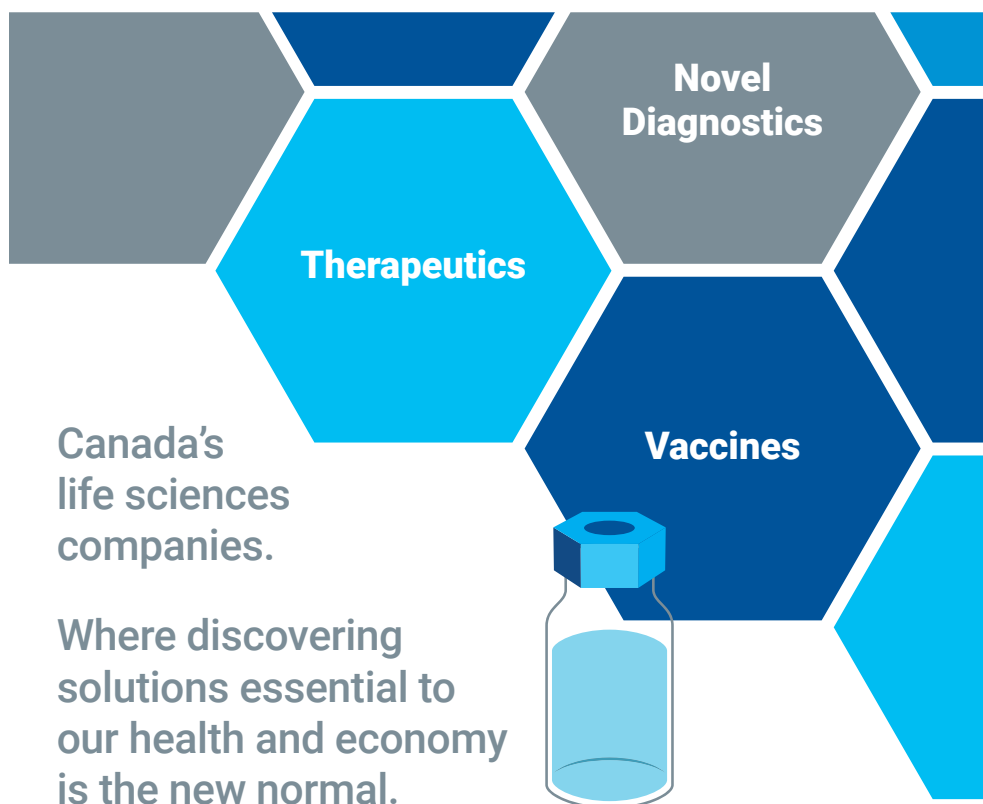 Novel
Diagnostics
Therapeutics
Vaccines
Canada’s
life sciences
companies.
Where discovering
solutions essential to
our health and economy
is the new normal.